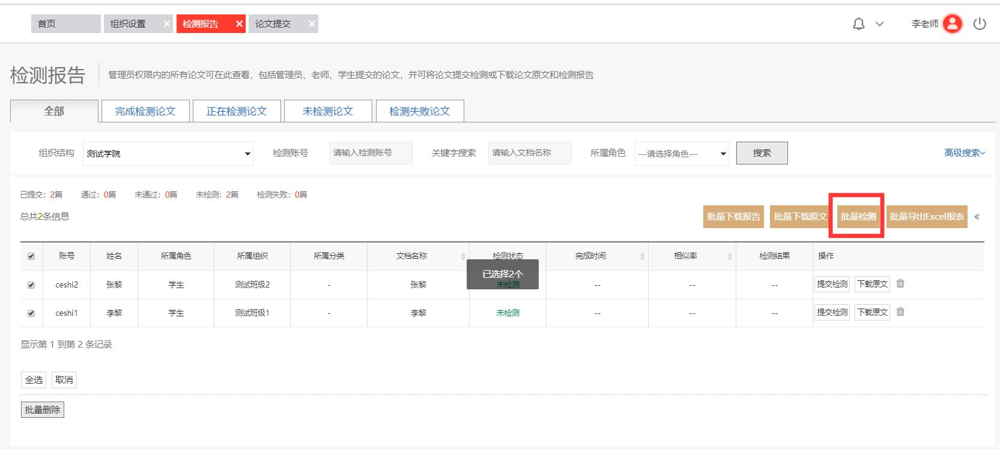 首页 组织设置 × 检测报告 × 论文提交 × 李老师
检测报告 管理员权限内的所有论文可在此查看，包括管理员、老师、学生提交的论文，并可将论文提交检测或下载论文原文和检测报告
全部 完成检测论文 正在检测论文 未检测论文 检测失败论文
组织结构 测试学院 检测账号 请输入检测账号 关键字搜索 请输入文档名称 所属角色 ---请选择角色--- 搜索 高级搜索
已提交：2篇 通过：0篇 未通过：0篇 未检测：2篇 检测失败：0篇
总共2条信息 批量下载报告 批量下载原文 批量检测 批量导出Excel报表 «
账号 姓名 所属角色 所属组织 所属分类 文档名称 检测状态 完成时间 相似率 检测结果 操作
已选择2个
ceshi2 张黎 学生 测试班级2 - 张黎 未检测 -- -- -- 提交检测 下载原文
ceshi1 李黎 学生 测试班级1 - 李黎 未检测 -- -- -- 提交检测 下载原文
显示第 1 到第 2 条记录
全选 取消
批量删除